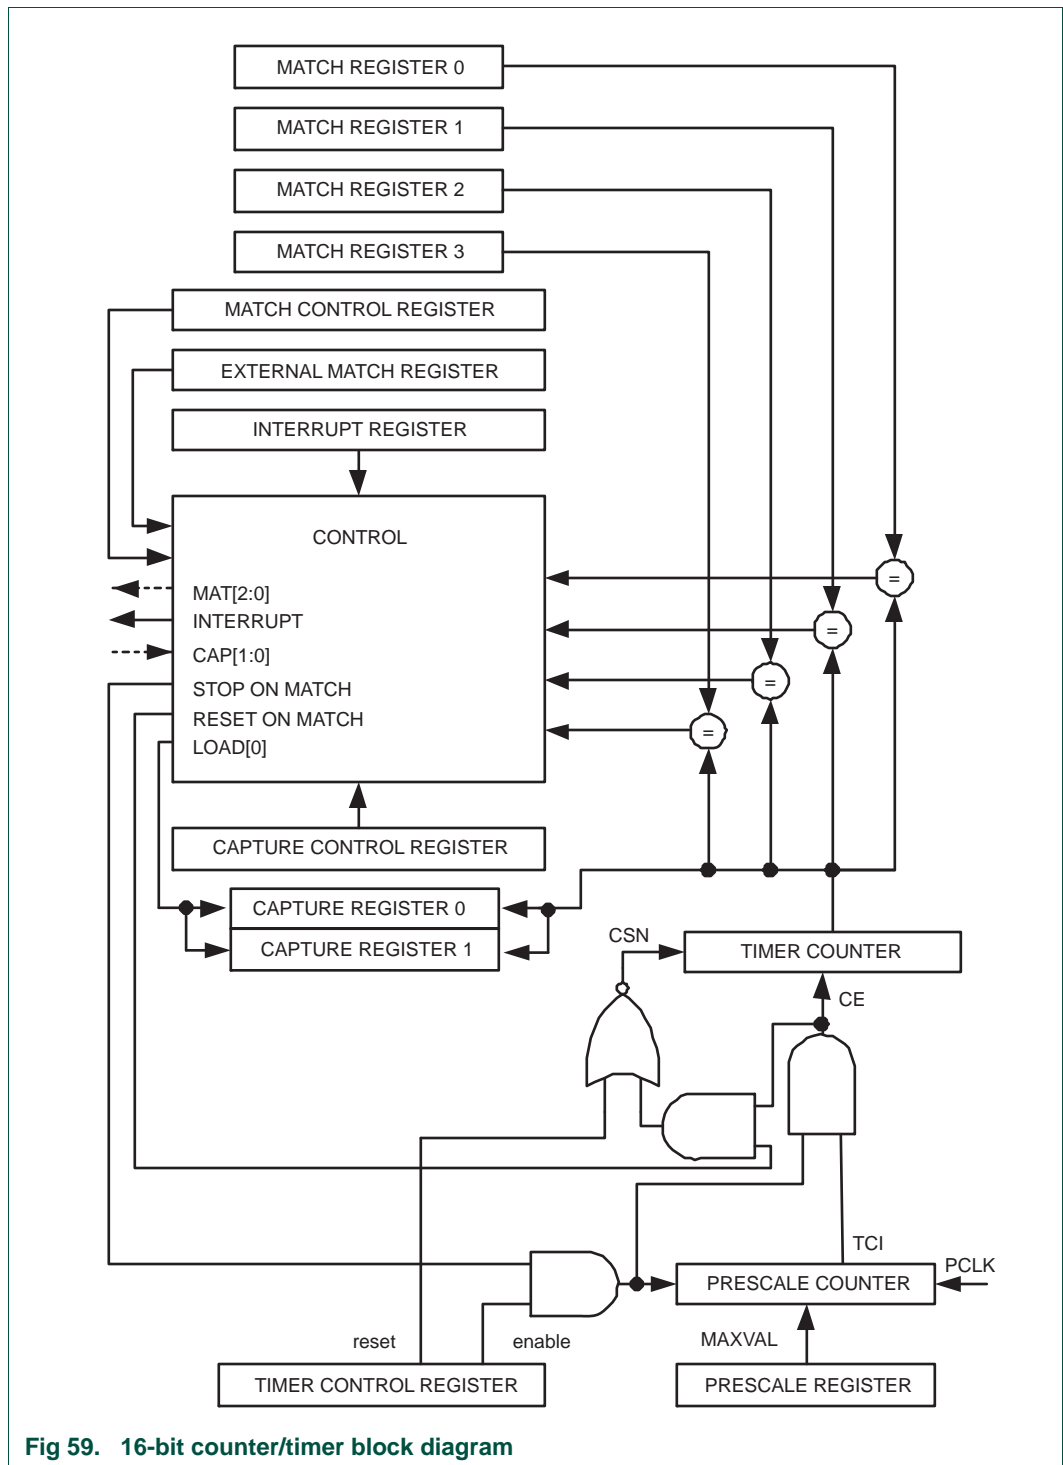 MATCH REGISTER 0
MATCH REGISTER 1
MATCH REGISTER 2
MATCH REGISTER 3
MATCH CONTROL REGISTER
EXTERNAL MATCH REGISTER
INTERRUPT REGISTER
CONTROL
=
=
=
=
MAT[2:0]
INTERRUPT
CAP[1:0]
STOP ON MATCH
RESET ON MATCH
LOAD[0]
CAPTURE CONTROL REGISTER
CAPTURE REGISTER 0
CAPTURE REGISTER 1
CSN
TIMER COUNTER
CE
TCI
PCLK
PRESCALE COUNTER
reset
enable
MAXVAL
TIMER CONTROL REGISTER
PRESCALE REGISTER
Fig 59. 16-bit counter/timer block diagram